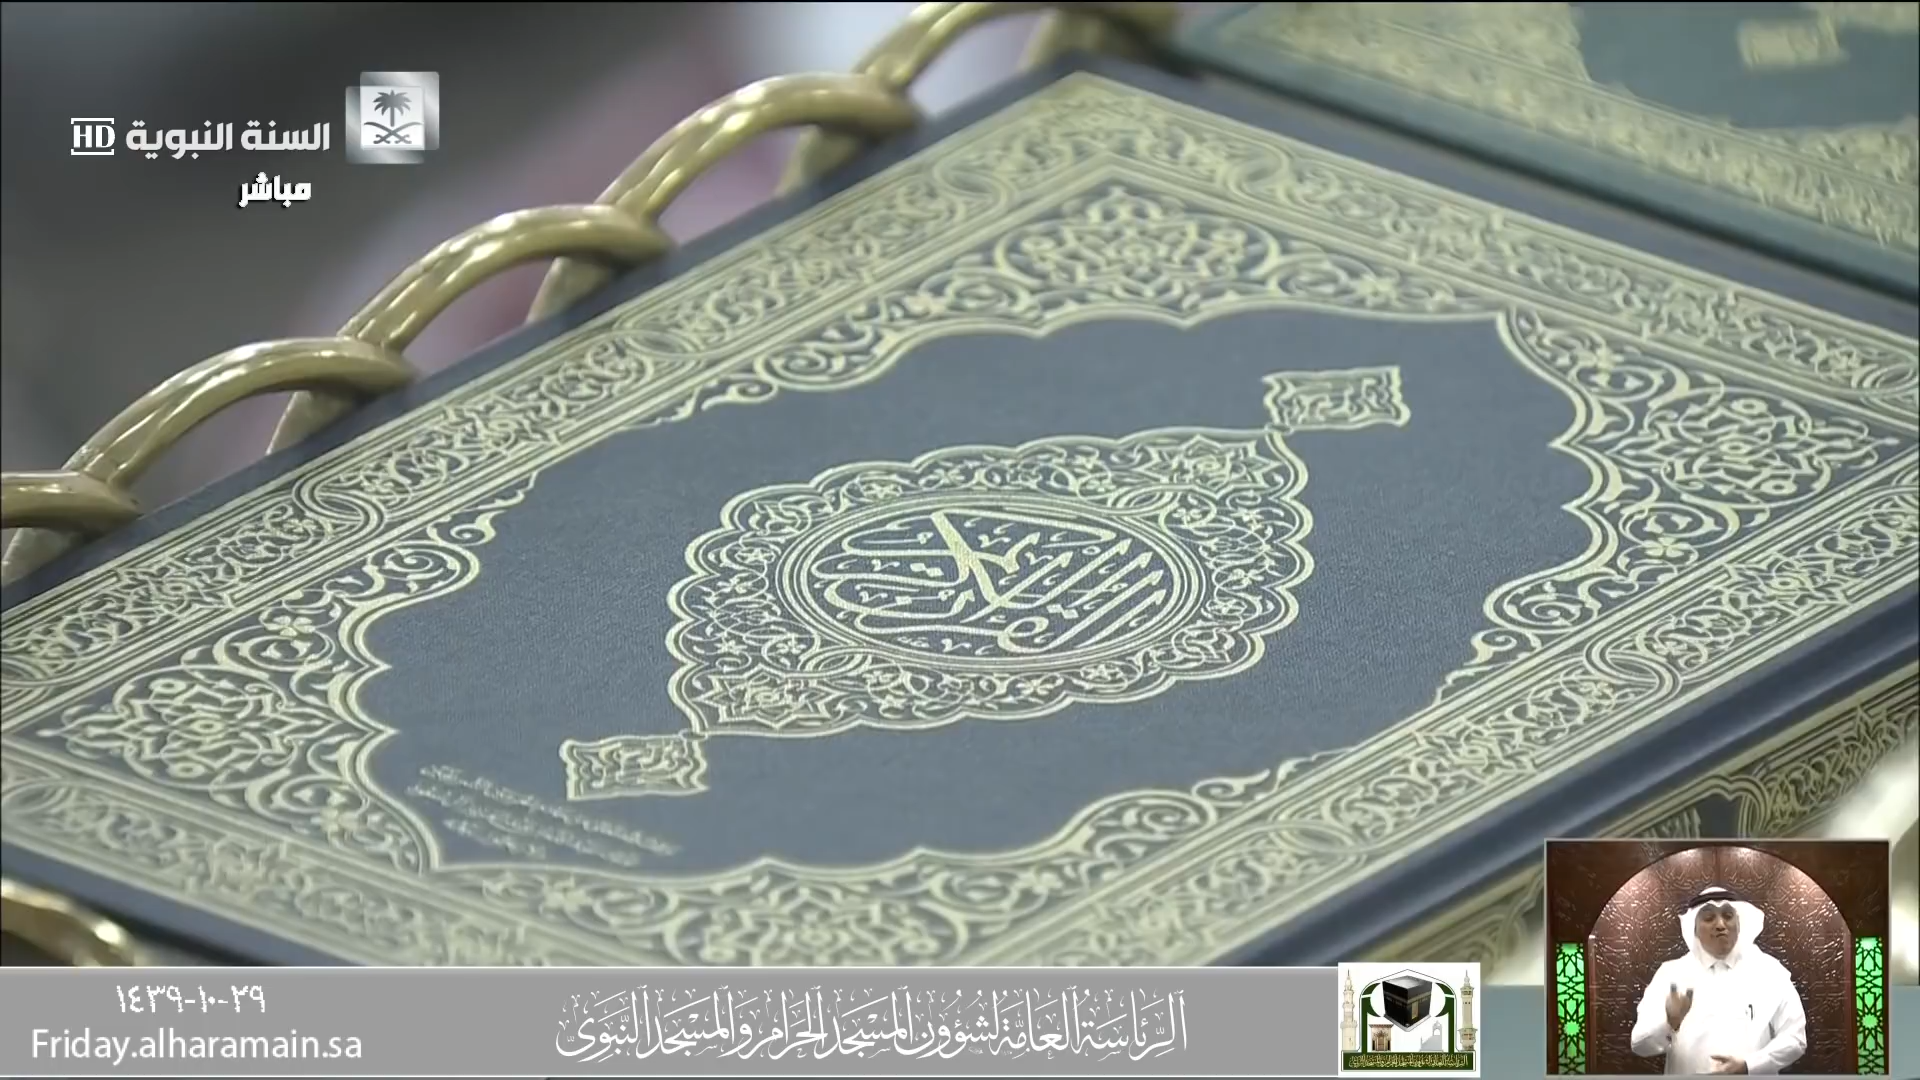 السنة النبوية HD
مباشر
القرآن الكريم
١٤٣٩-١٠-٢٩
Friday.alharamain.sa
الرئاسة العامة لشؤون المسجد الحرام والمسجد النبوي